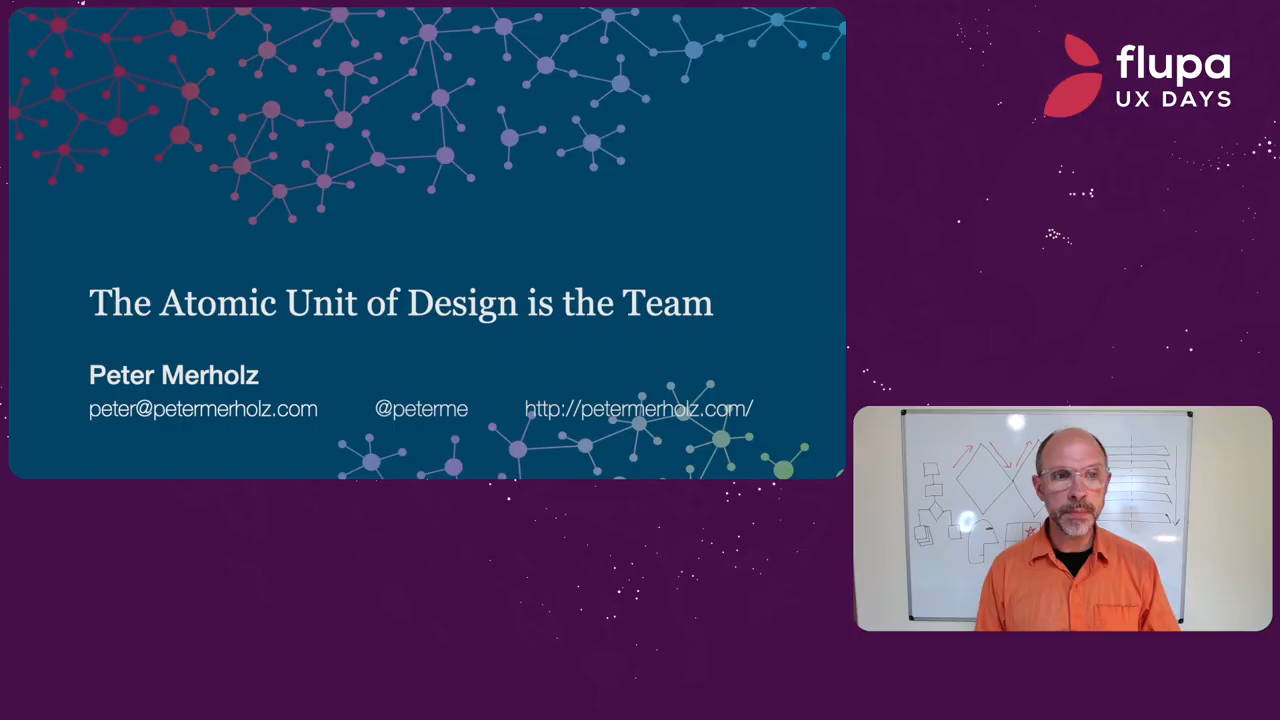 flupa
UX DAYS
The Atomic Unit of Design is the Team
Peter Merholz
peter@petermerholz.com @peterme http://petermerholz.com/